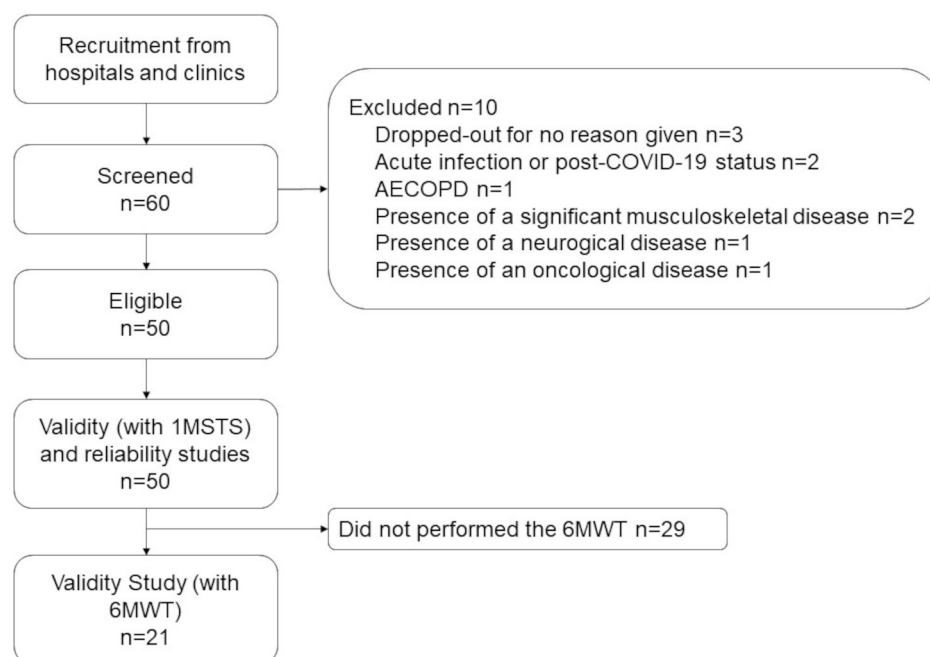 Recruitment from
hospitals and clinics
Screened
n=60
Excluded n=10
Dropped-out for no reason given n=3
Acute infection or post-COVID-19 status n=2
AECOPD n=1
Presence of a significant musculoskeletal disease n=2
Presence of a neurogical disease n=1
Presence of an oncological disease n=1
Eligible
n=50
Validity (with 1MSTS)
and reliability studies
n=50
Did not performed the 6MWT n=29
Validity Study (with
6MWT)
n=21